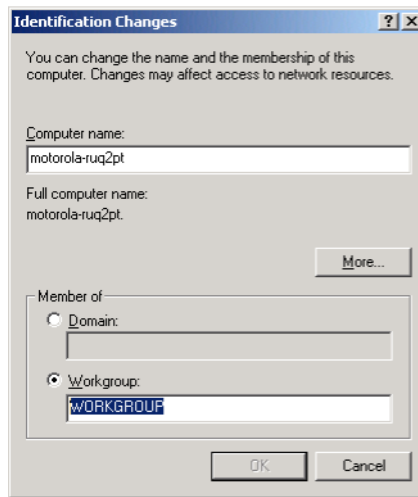 Identification Changes
You can change the name and the membership of this
computer. Changes may affect access to network resources.
Computer name:
motorola-ruq2pt
Full computer name:
motorola-ruq2pt.
More...
Member of
Domain:
Workgroup:
WORKGROUP
OK
Cancel